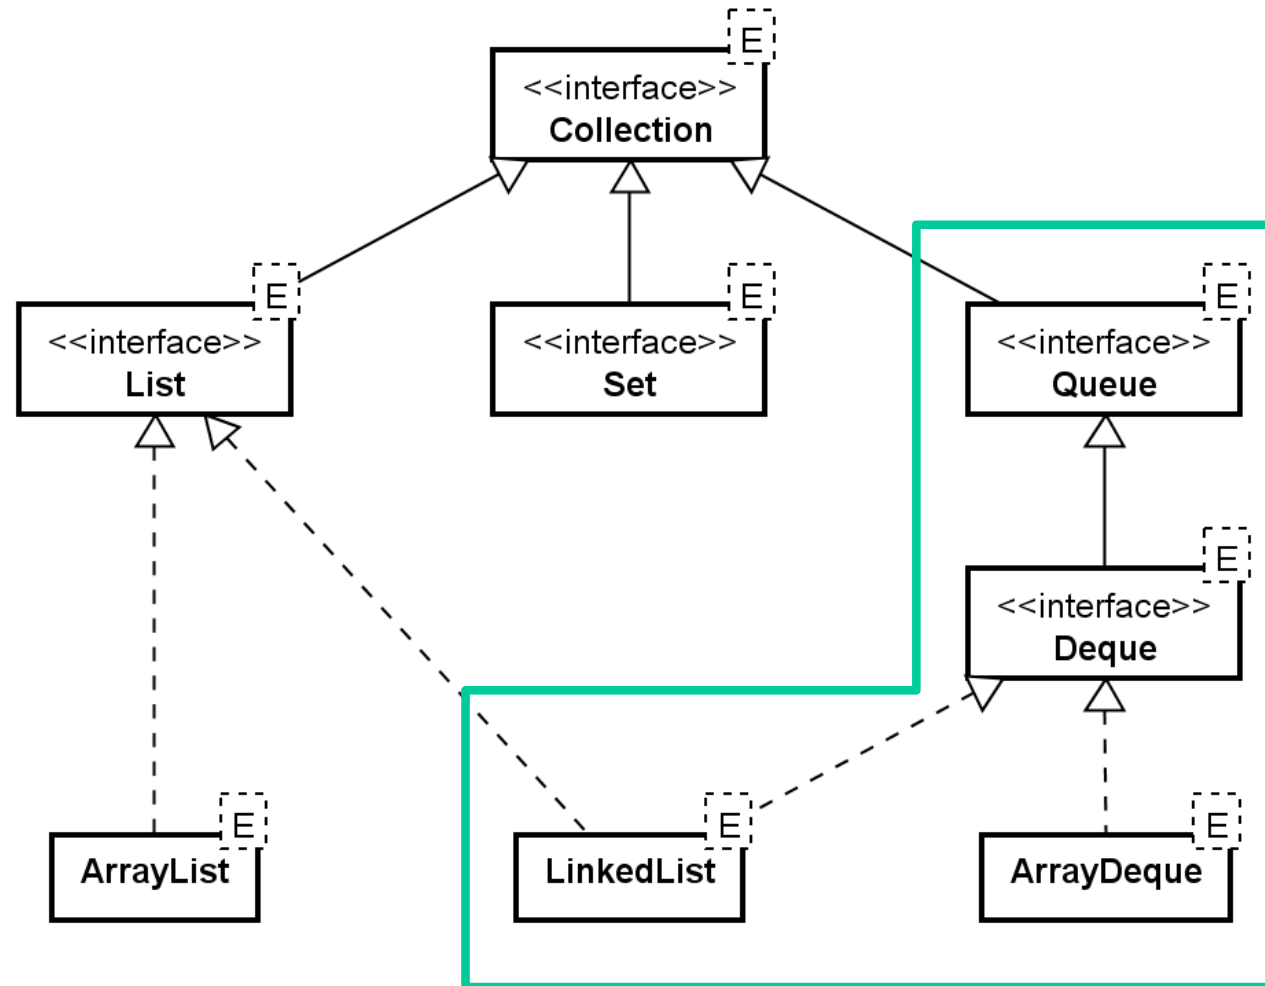 E
<<interface>>
Collection
E
<<interface>>
List
E
<<interface>>
Set
E
<<interface>>
Queue
E
<<interface>>
Deque
E
ArrayList
E
LinkedList
E
ArrayDeque